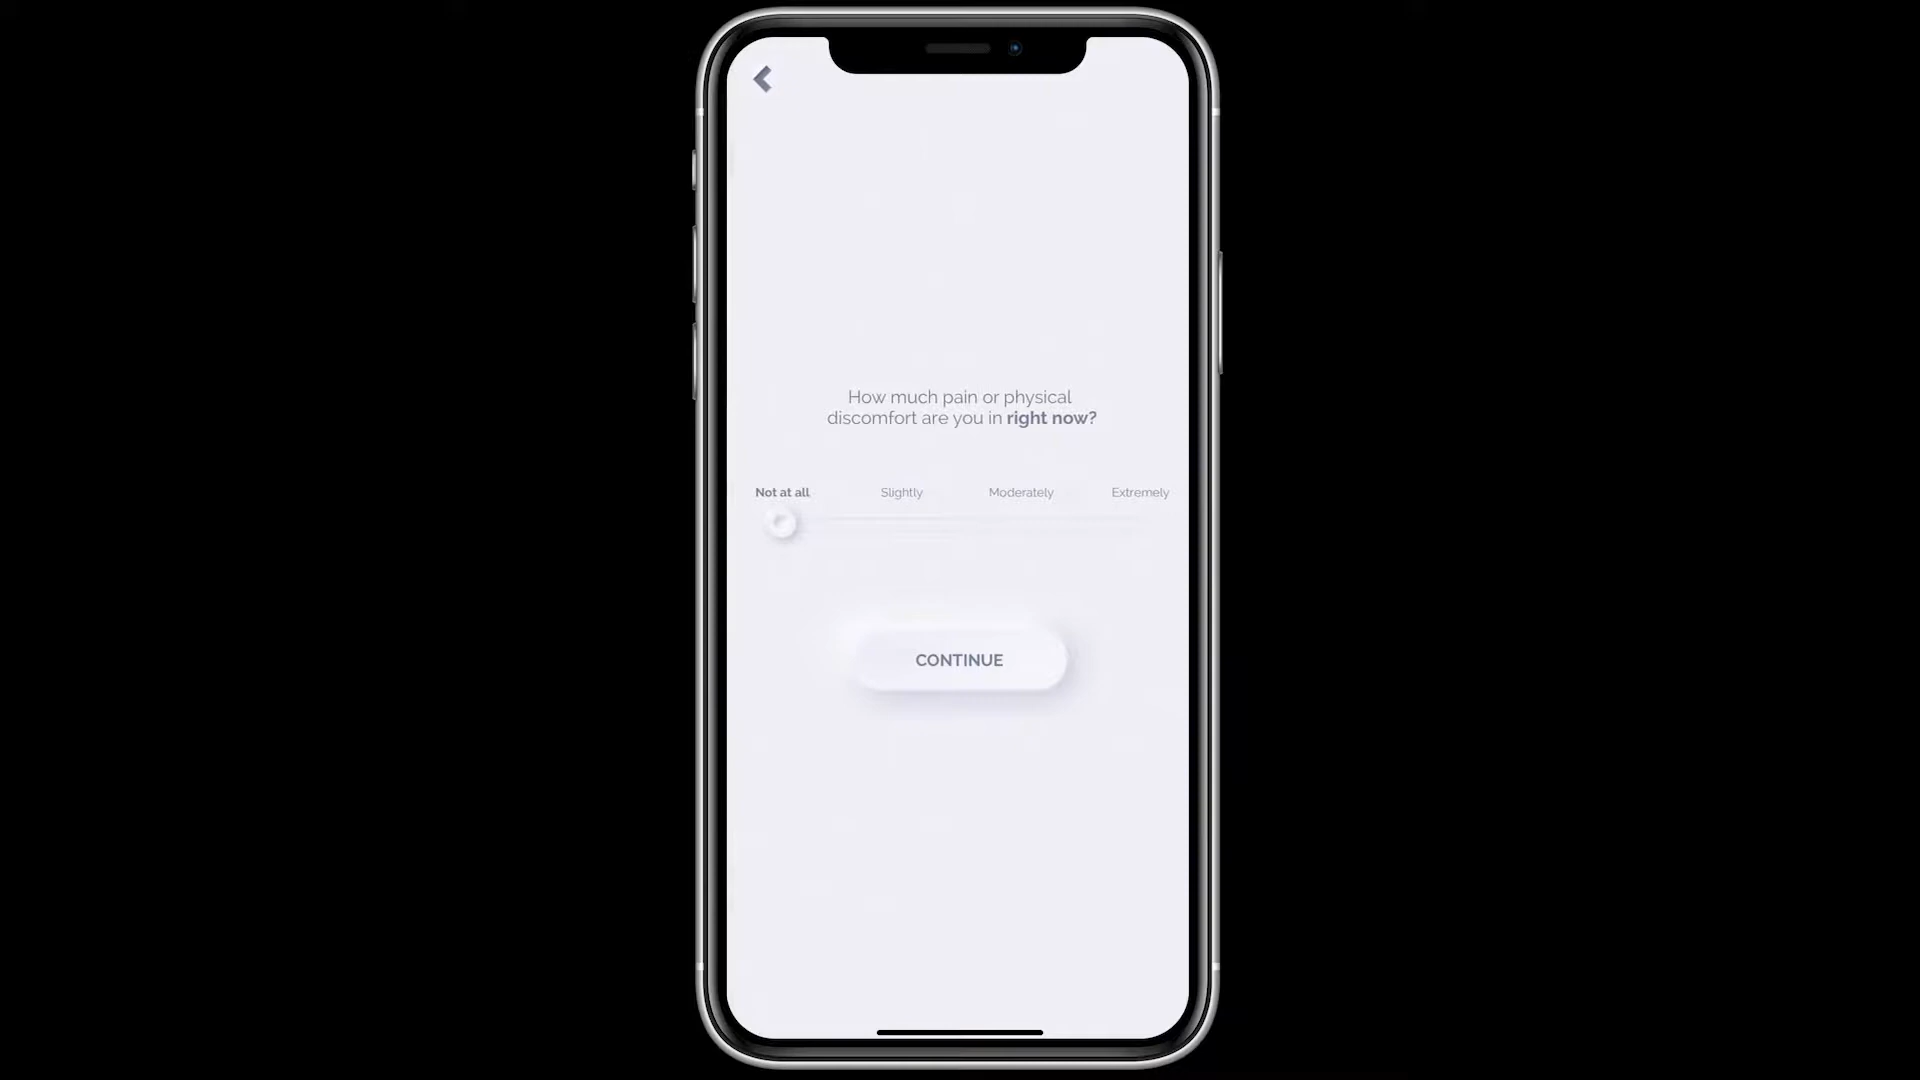 How much pain or physical
discomfort are you in right now?
Not at all Slightly Moderately Extremely
CONTINUE